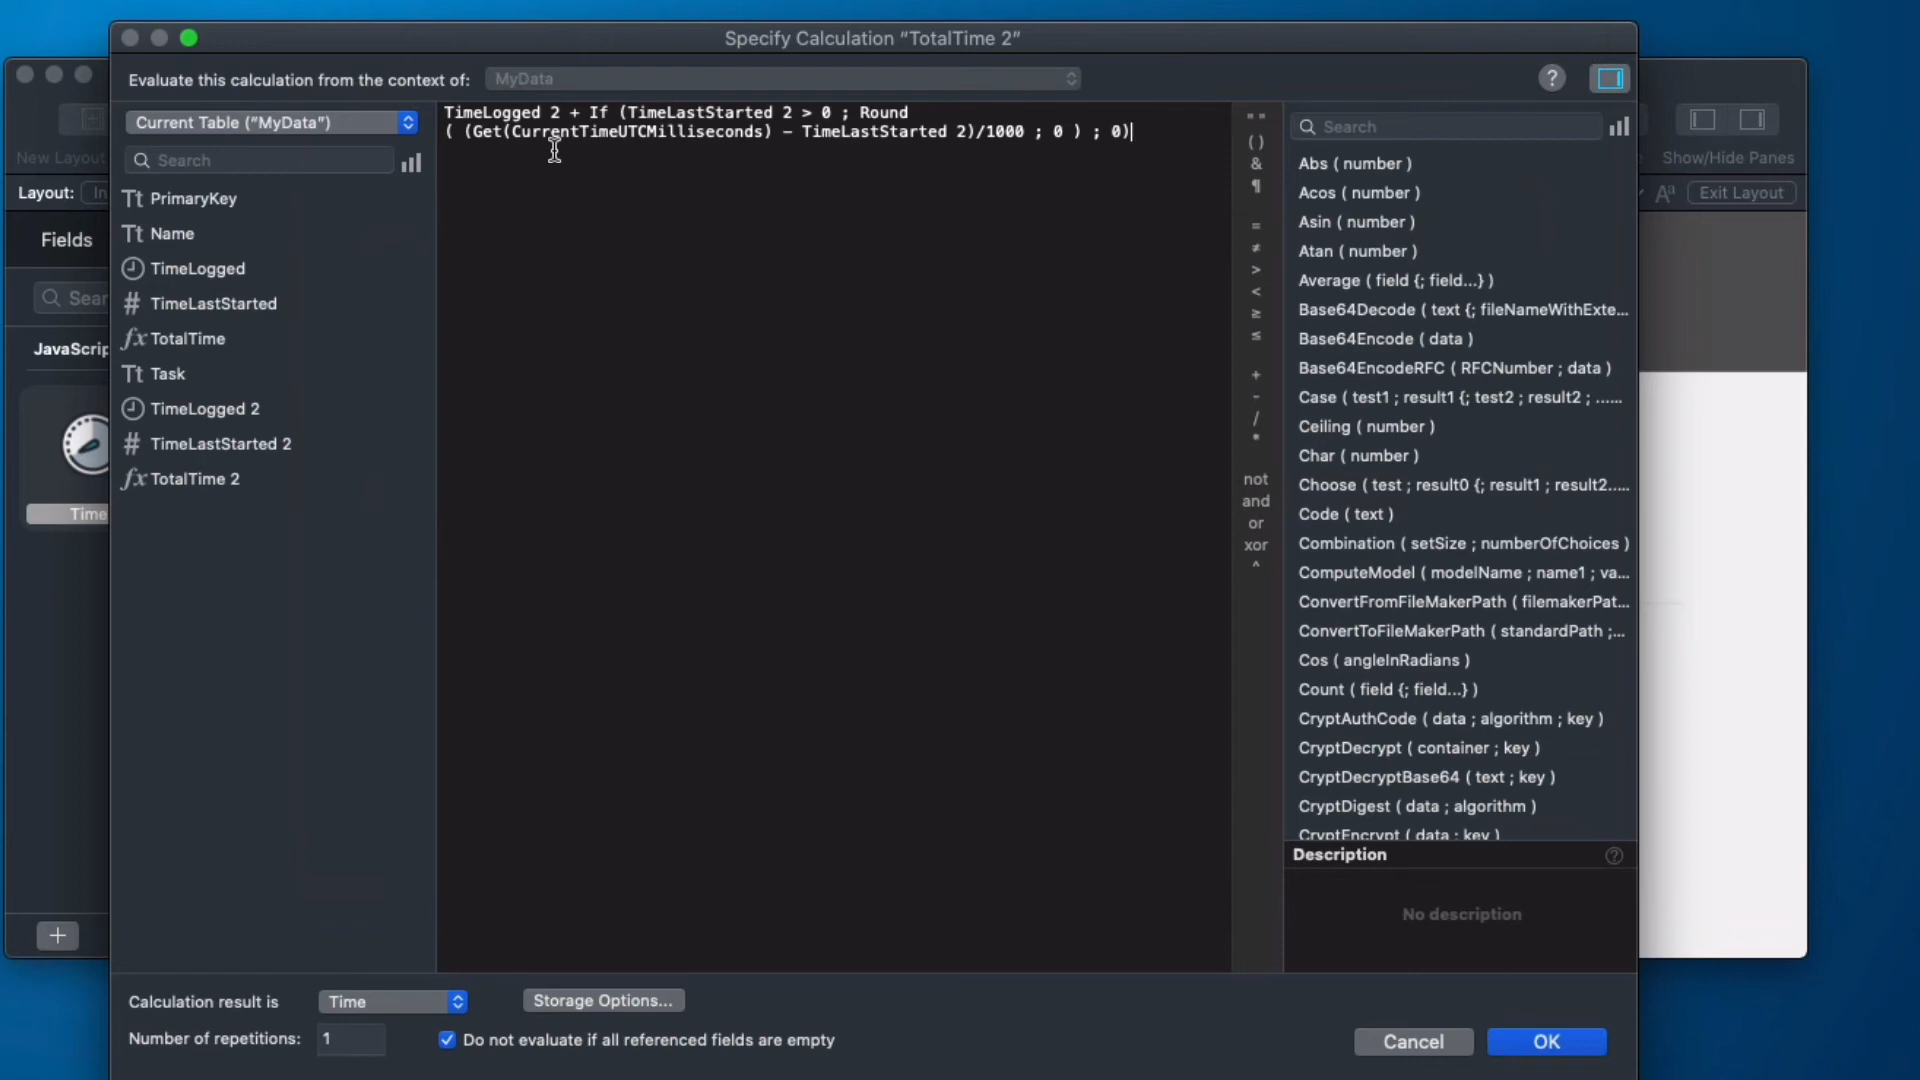 Specify Calculation “TotalTime 2”
Evaluate this calculation from the context of:
MyData
?
Current Table (“MyData”)
Search
PrimaryKey
Name
TimeLogged
TimeLastStarted
TotalTime
Task
TimeLogged 2
TimeLastStarted 2
TotalTime 2
TimeLogged 2 + If (TimeLastStarted 2 > 0 ; Round
( (Get(CurrentTimeUTCMilliseconds) – TimeLastStarted 2)/1000 ; 0 ) ; 0)
" "
( )
&
¶
=
≠
>
<
≥
≤
+
-
/
*
not
and
or
xor
^
Search
Abs ( number )
Acos ( number )
Asin ( number )
Atan ( number )
Average ( field {; field...} )
Base64Decode ( text {; fileNameWithExte...
Base64Encode ( data )
Base64EncodeRFC ( RFCNumber ; data )
Case ( test1 ; result1 {; test2 ; result2 ; ......
Ceiling ( number )
Char ( number )
Choose ( test ; result0 {; result1 ; result2.....
Code ( text )
Combination ( setSize ; numberOfChoices )
ComputeModel ( modelName ; name1 ; va...
ConvertFromFileMakerPath ( filemakerPat...
ConvertToFileMakerPath ( standardPath ;...
Cos ( angleInRadians )
Count ( field {; field...} )
CryptAuthCode ( data ; algorithm ; key )
CryptDecrypt ( container ; key )
CryptDecryptBase64 ( text ; key )
CryptDigest ( data ; algorithm )
CryptEncrypt ( data ; key )
Description
?
No description
Calculation result is
Time
Storage Options...
Number of repetitions:
1
Do not evaluate if all referenced fields are empty
Cancel
OK
New Layout
Layout:
In
Fields
Sear
JavaScrip
Time
+
Show/Hide Panes
Aa
Exit Layout